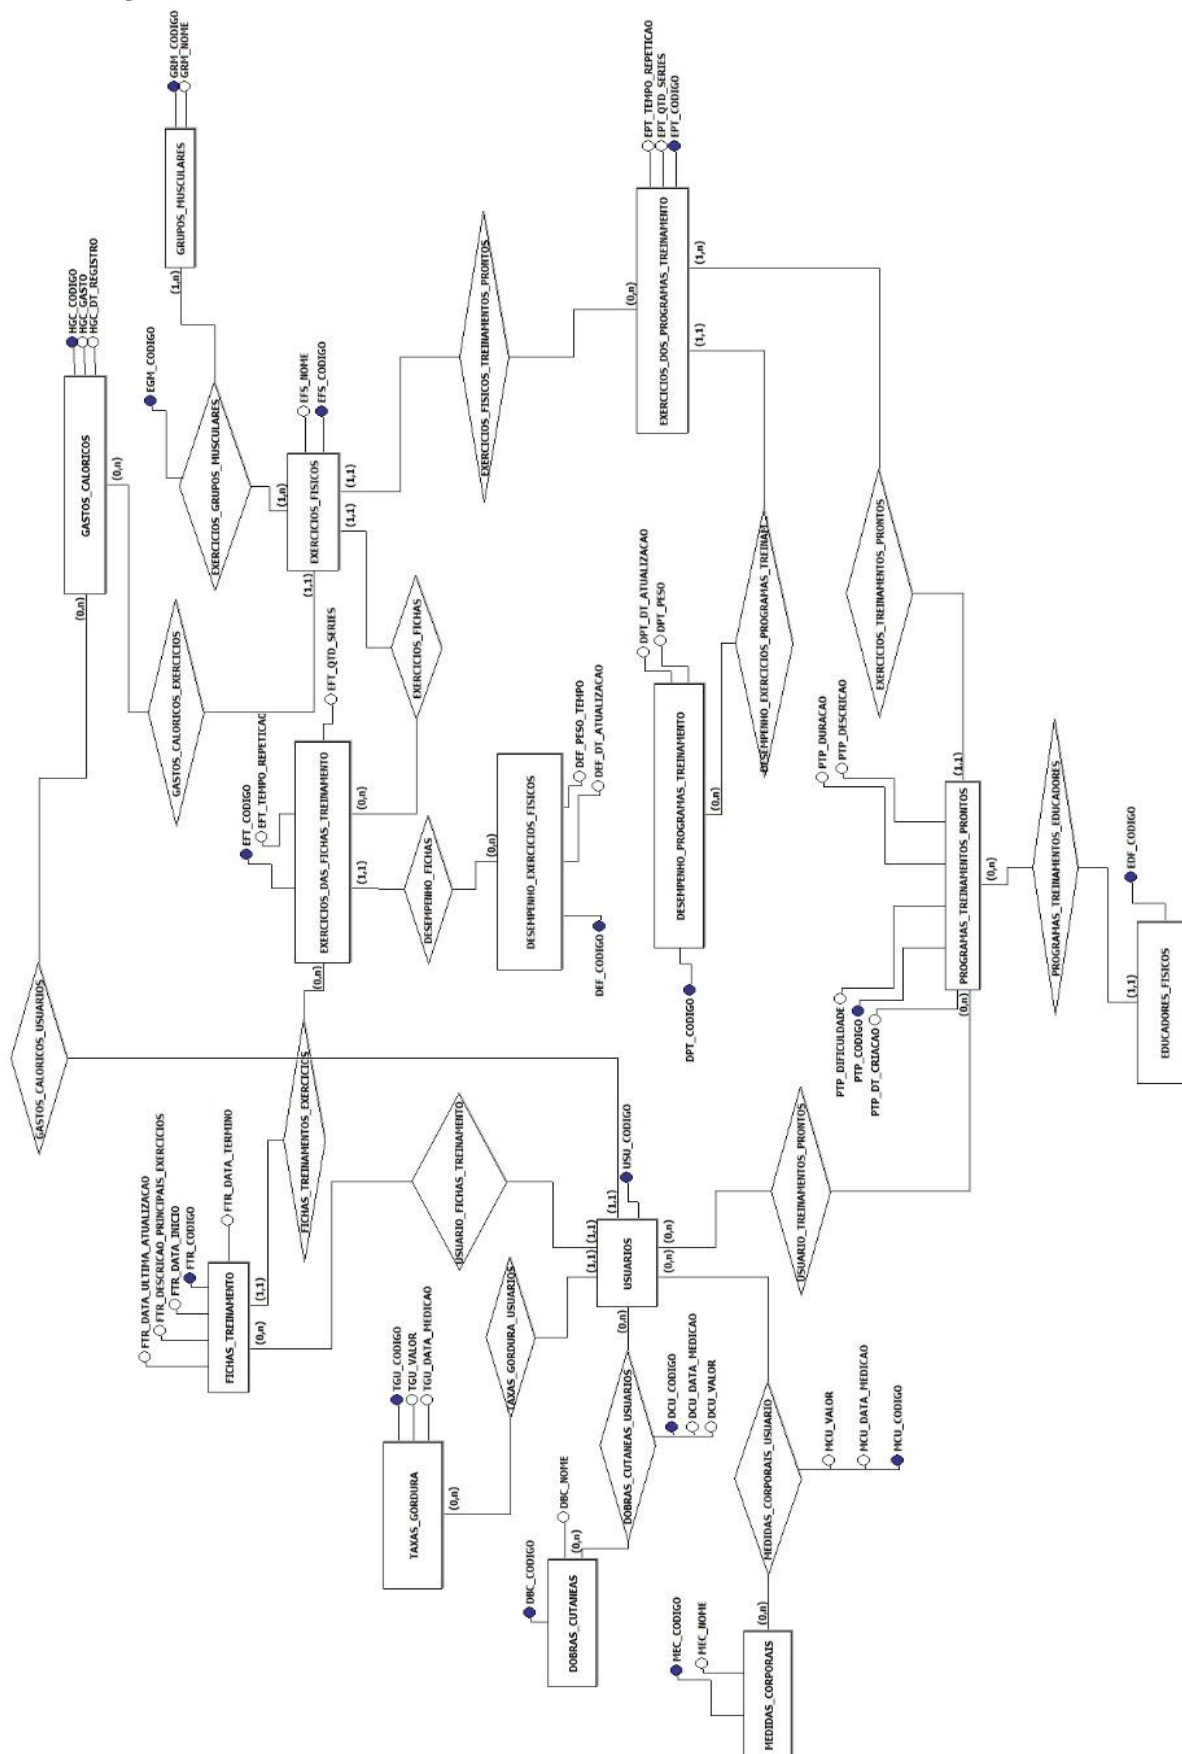 GRM_CODIGO
GRM_NOME
GRUPOS_MUSCULARES
(1,n)
HGC_CODIGO
HGC_GASTO
HGC_DT_REGISTRO
GASTOS_CALORICOS
(0,n)
(0,n)
EGM_CODIGO
EXERCICIOS_GRUPOS_MUSCULARES
(1,n)
EFS_NOME
EFS_CODIGO
EXERCICIOS_FISICOS
(1,1)
(1,1)
(1,1)
EXERCICIOS_FISICOS_TREINAMENTOS_PRONTOS
EPT_TEMPO_REPETICAO
EPT_QTD_SERIES
EPT_CODIGO
EXERCICIOS_DOS_PROGRAMAS_TREINAMENTO
(0,n)
(1,n)
(1,1)
GASTOS_CALORICOS_EXERCICIOS
EXERCICIOS_FICHAS
EFT_QTD_SERIES
EFT_CODIGO
EFT_TEMPO_REPETICAO
EXERCICIOS_DAS_FICHAS_TREINAMENTO
(0,n)
(1,1)
(0,n)
DESEMPENHO_FICHAS
(0,n)
DESEMPENHO_EXERCICIOS_FISICOS
DEF_PESO_TEMPO
DEF_DT_ATUALIZACAO
DEF_CODIGO
DPT_DT_ATUALIZACAO
DPT_PESO
DESEMPENHO_PROGRAMAS_TREINAMENTO
(0,n)
DPT_CODIGO
DESEMPENHO_EXERCICIOS_PROGRAMAS_TREINAM
EXERCICIOS_TREINAMENTOS_PRONTOS
PTP_DURACAO
PTP_DESCRICAO
(1,1)
PROGRAMAS_TREINAMENTOS_PRONTOS
(0,n)
(0,n)
PTP_DIFICULDADE
PTP_CODIGO
PTP_DT_CRIACAO
PROGRAMAS_TREINAMENTOS_EDUCADORES
EDF_CODIGO
(1,1)
EDUCADORES_FISICOS
GASTOS_CALORICOS_USUARIOS
FICHAS_TREINAMENTOS_EXERCICIOS
FTR_DATA_ULTIMA_ATUALIZACAO
FTR_DESCRICAO_PRINCIPAIS_EXERCICIOS
FTR_DATA_INICIO
FTR_CODIGO
FTR_DATA_TERMINO
FICHAS_TREINAMENTO
(1,1)
(0,n)
USUARIO_FICHAS_TREINAMENTO
USU_CODIGO
(1,1)
(1,1)
(1,1)
USUARIOS
(0,n)
(0,n)
(0,n)
USUARIO_TREINAMENTOS_PRONTOS
TAXAS_GORDURA_USUARIOS
TGU_CODIGO
TGU_VALOR
TGU_DATA_MEDICAO
TAXAS_GORDURA
(0,n)
DOBRAS_CUTANEAS_USUARIOS
DCU_CODIGO
DCU_DATA_MEDICAO
DCU_VALOR
DBC_NOME
DBC_CODIGO
(0,n)
DOBRAS_CUTANEAS
MEDIDAS_CORPORAIS_USUARIO
MCU_VALOR
MCU_DATA_MEDICAO
MCU_CODIGO
(0,n)
MEC_CODIGO
MEC_NOME
MEDIDAS_CORPORAIS